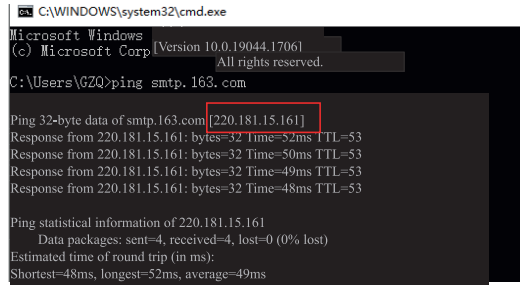 C:\WINDOWS\system32\cmd.exe
Microsoft Windows [Version 10.0.19044.1706]
(c) Microsoft Corp All rights reserved.
C:\Users\GZQ>ping smtp.163.com
Ping 32-byte data of smtp.163.com [220.181.15.161]
Response from 220.181.15.161: bytes=32 Time=52ms TTL=53
Response from 220.181.15.161: bytes=32 Time=50ms TTL=53
Response from 220.181.15.161: bytes=32 Time=49ms TTL=53
Response from 220.181.15.161: bytes=32 Time=48ms TTL=53
Ping statistical information of 220.181.15.161
Data packages: sent=4, received=4, lost=0 (0% lost)
Estimated time of round trip (in ms):
Shortest=48ms, longest=52ms, average=49ms